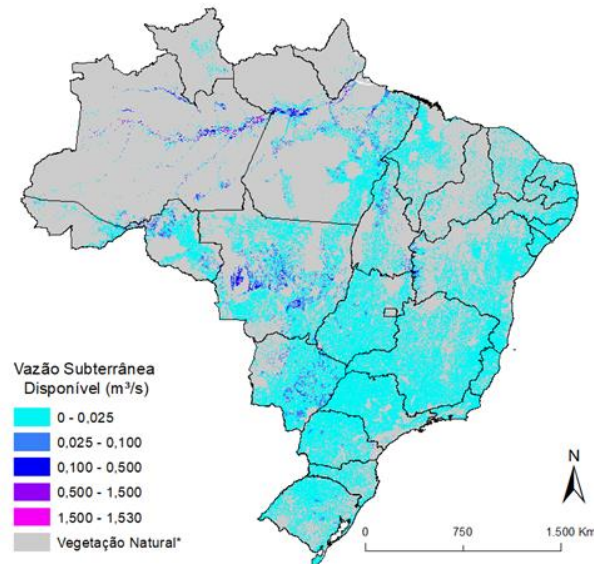 Vazão Subterrânea
Disponível (m³/s)
0 - 0,025
0,025 - 0,100
0,100 - 0,500
0,500 - 1,500
1,500 - 1,530
Vegetação Natural*
N
0 750 1.500 Km